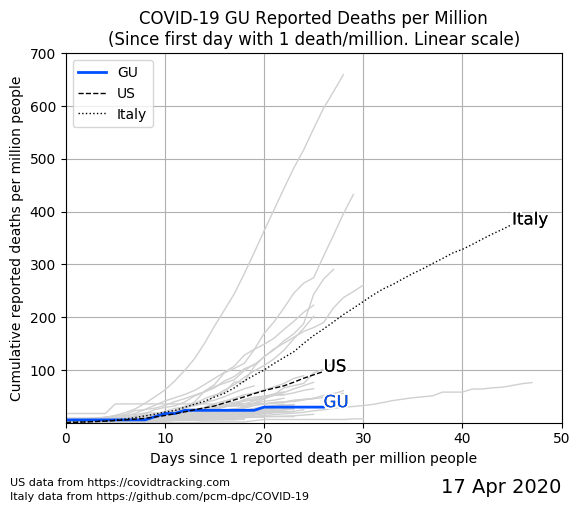 COVID-19 GU Reported Deaths per Million
(Since first day with 1 death/million. Linear scale)
Cumulative reported deaths per million people
700
600
500
400
300
200
100
GU
US
Italy
Italy
US
GU
0
10
20
30
40
50
Days since 1 reported death per million people
US data from https://covidtracking.com
Italy data from https://github.com/pcm-dpc/COVID-19
17 Apr 2020